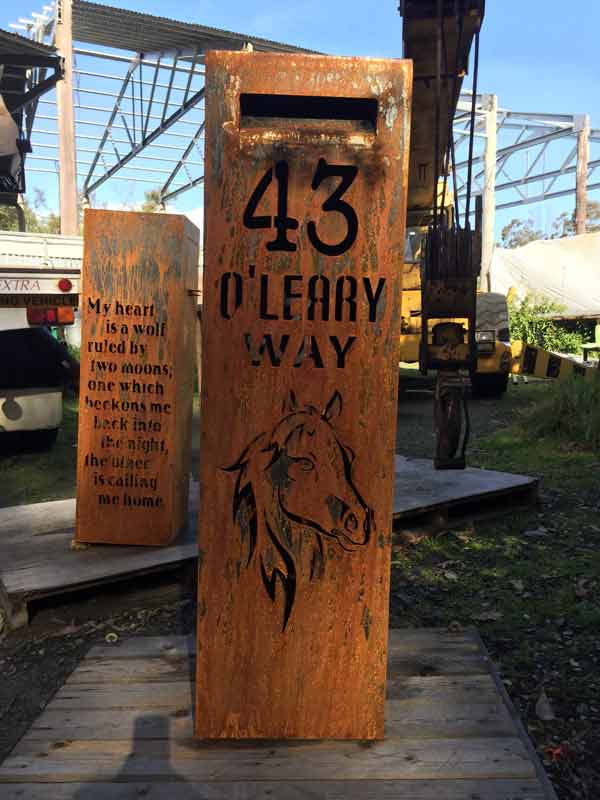 43
O'LEARY
WAY
My heart
is a wolf
ruled by
two moons;
one which
beckons me
back into
the night,
the other
is calling
me home
EXTRA
VEHICLE